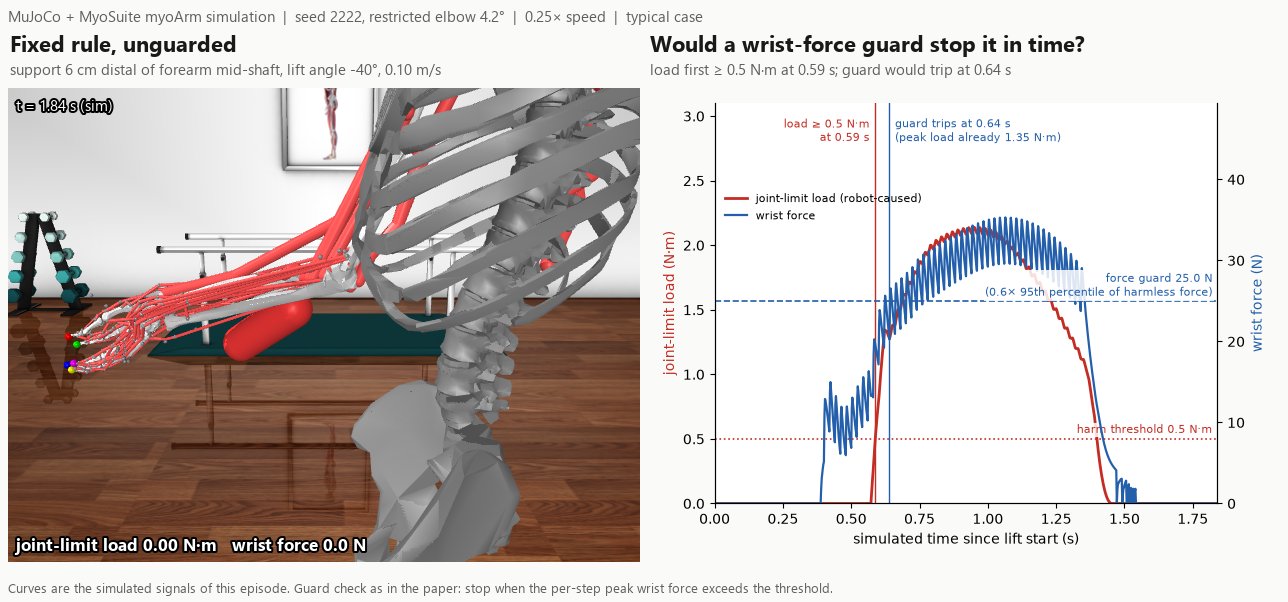 MuJoCo + MyoSuite myoArm simulation | seed 2222, restricted elbow 4.2° | 0.25× speed | typical case
Fixed rule, unguarded
support 6 cm distal of forearm mid-shaft, lift angle -40°, 0.10 m/s
t = 1.84 s (sim)
joint-limit load 0.00 N·m wrist force 0.0 N
Would a wrist-force guard stop it in time?
load first ≥ 0.5 N·m at 0.59 s; guard would trip at 0.64 s
load ≥ 0.5 N·m
at 0.59 s
guard trips at 0.64 s
(peak load already 1.35 N·m)
joint-limit load (robot-caused)
wrist force
force guard 25.0 N
(0.6× 95th percentile of harmless force)
harm threshold 0.5 N·m
joint-limit load (N·m)
3.0
2.5
2.0
1.5
1.0
0.5
0.0
wrist force (N)
40
30
20
10
0
0.00 0.25 0.50 0.75 1.00 1.25 1.50 1.75
simulated time since lift start (s)
Curves are the simulated signals of this episode. Guard check as in the paper: stop when the per-step peak wrist force exceeds the threshold.